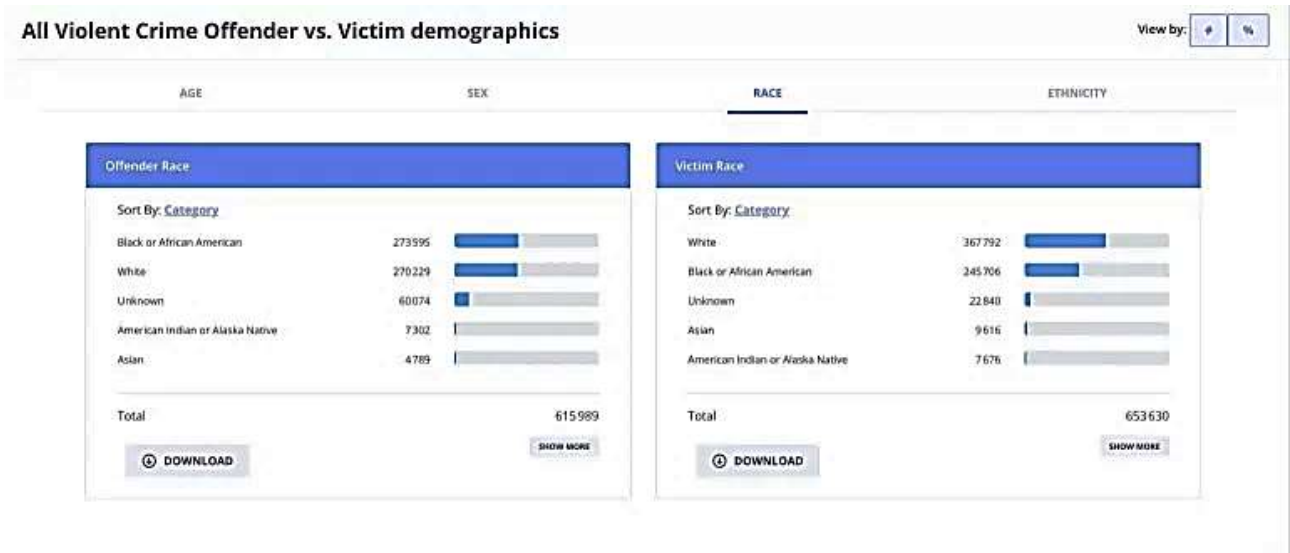 All Violent Crime Offender vs. Victim demographics
View by: # %
AGE SEX RACE ETHNICITY
Offender Race
Sort By: Category
Black or African American 273595
White 270229
Unknown 60074
American Indian or Alaska Native 7302
Asian 4789
Total 615989
SHOW MORE
DOWNLOAD
Victim Race
Sort By: Category
White 367792
Black or African American 245706
Unknown 22840
Asian 9616
American Indian or Alaska Native 7676
Total 653630
SHOW MORE
DOWNLOAD